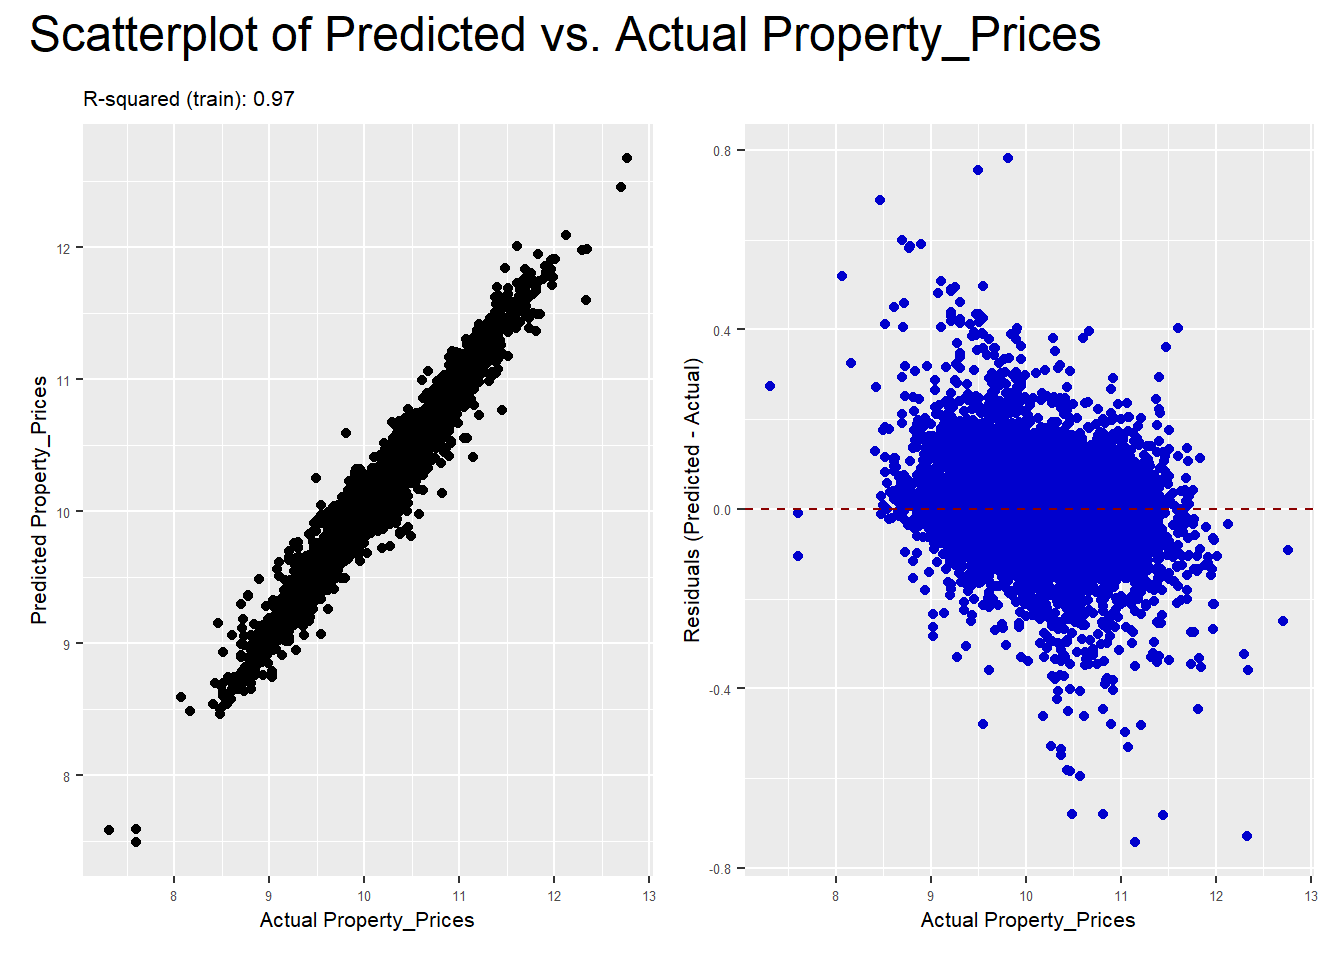 Scatterplot of Predicted vs. Actual Property_Prices
R-squared (train): 0.97
Predicted Property_Prices
12
11
10
9
8
8 9 10 11 12 13
Actual Property_Prices
Residuals (Predicted - Actual)
0.8
0.4
0.0
-0.4
-0.8
8 9 10 11 12 13
Actual Property_Prices